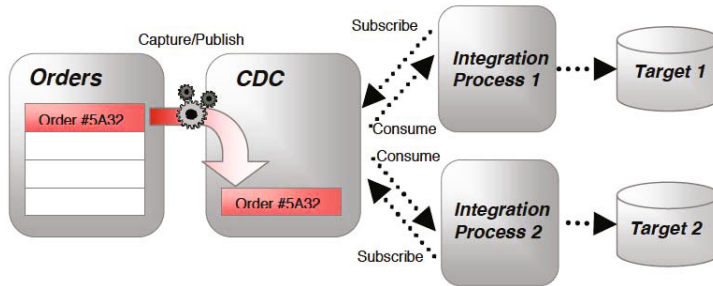 Capture/Publish
Subscribe
Orders
CDC
Integration
Process 1
Target 1
Order #5A32
Consume
Consume
Order #5A32
Integration
Process 2
Target 2
Subscribe